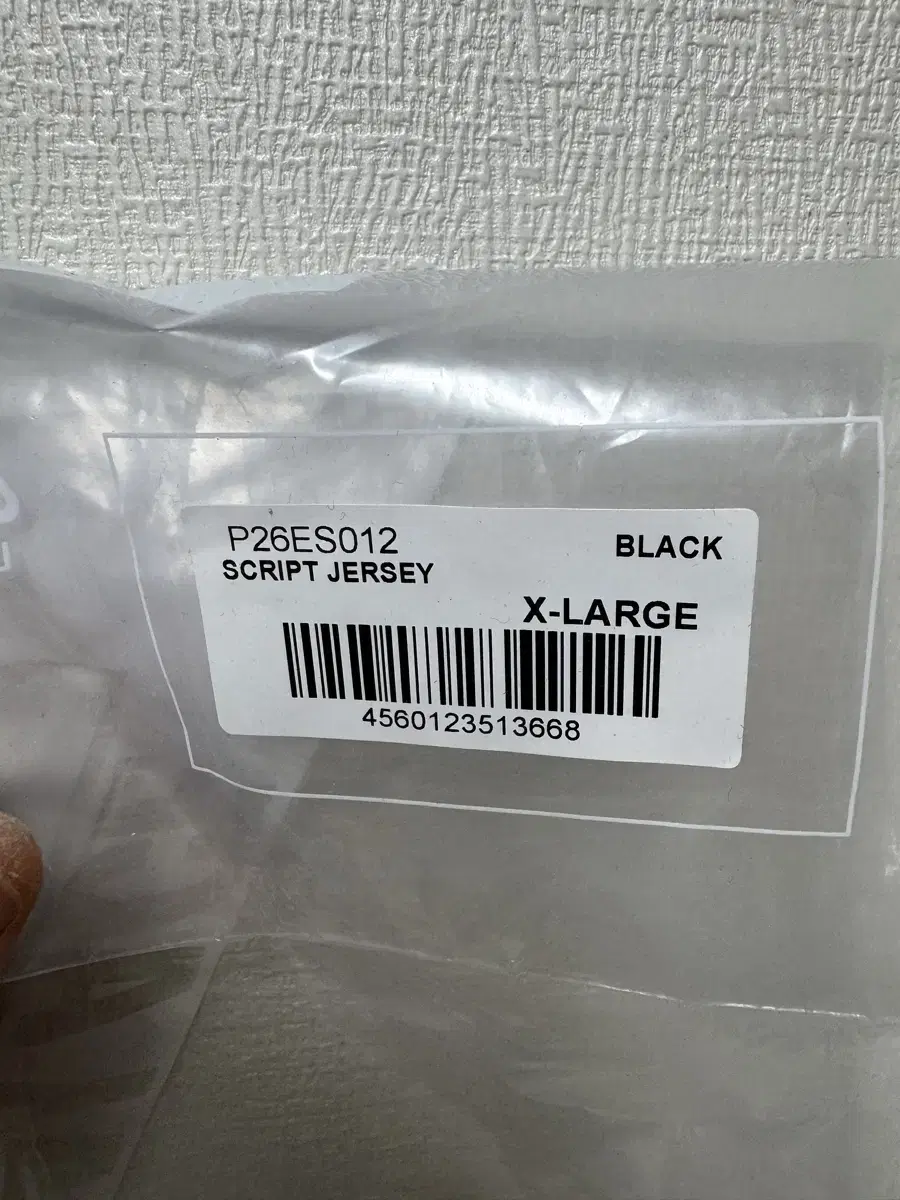 P26ES012
BLACK
SCRIPT JERSEY
X-LARGE
4560123513668